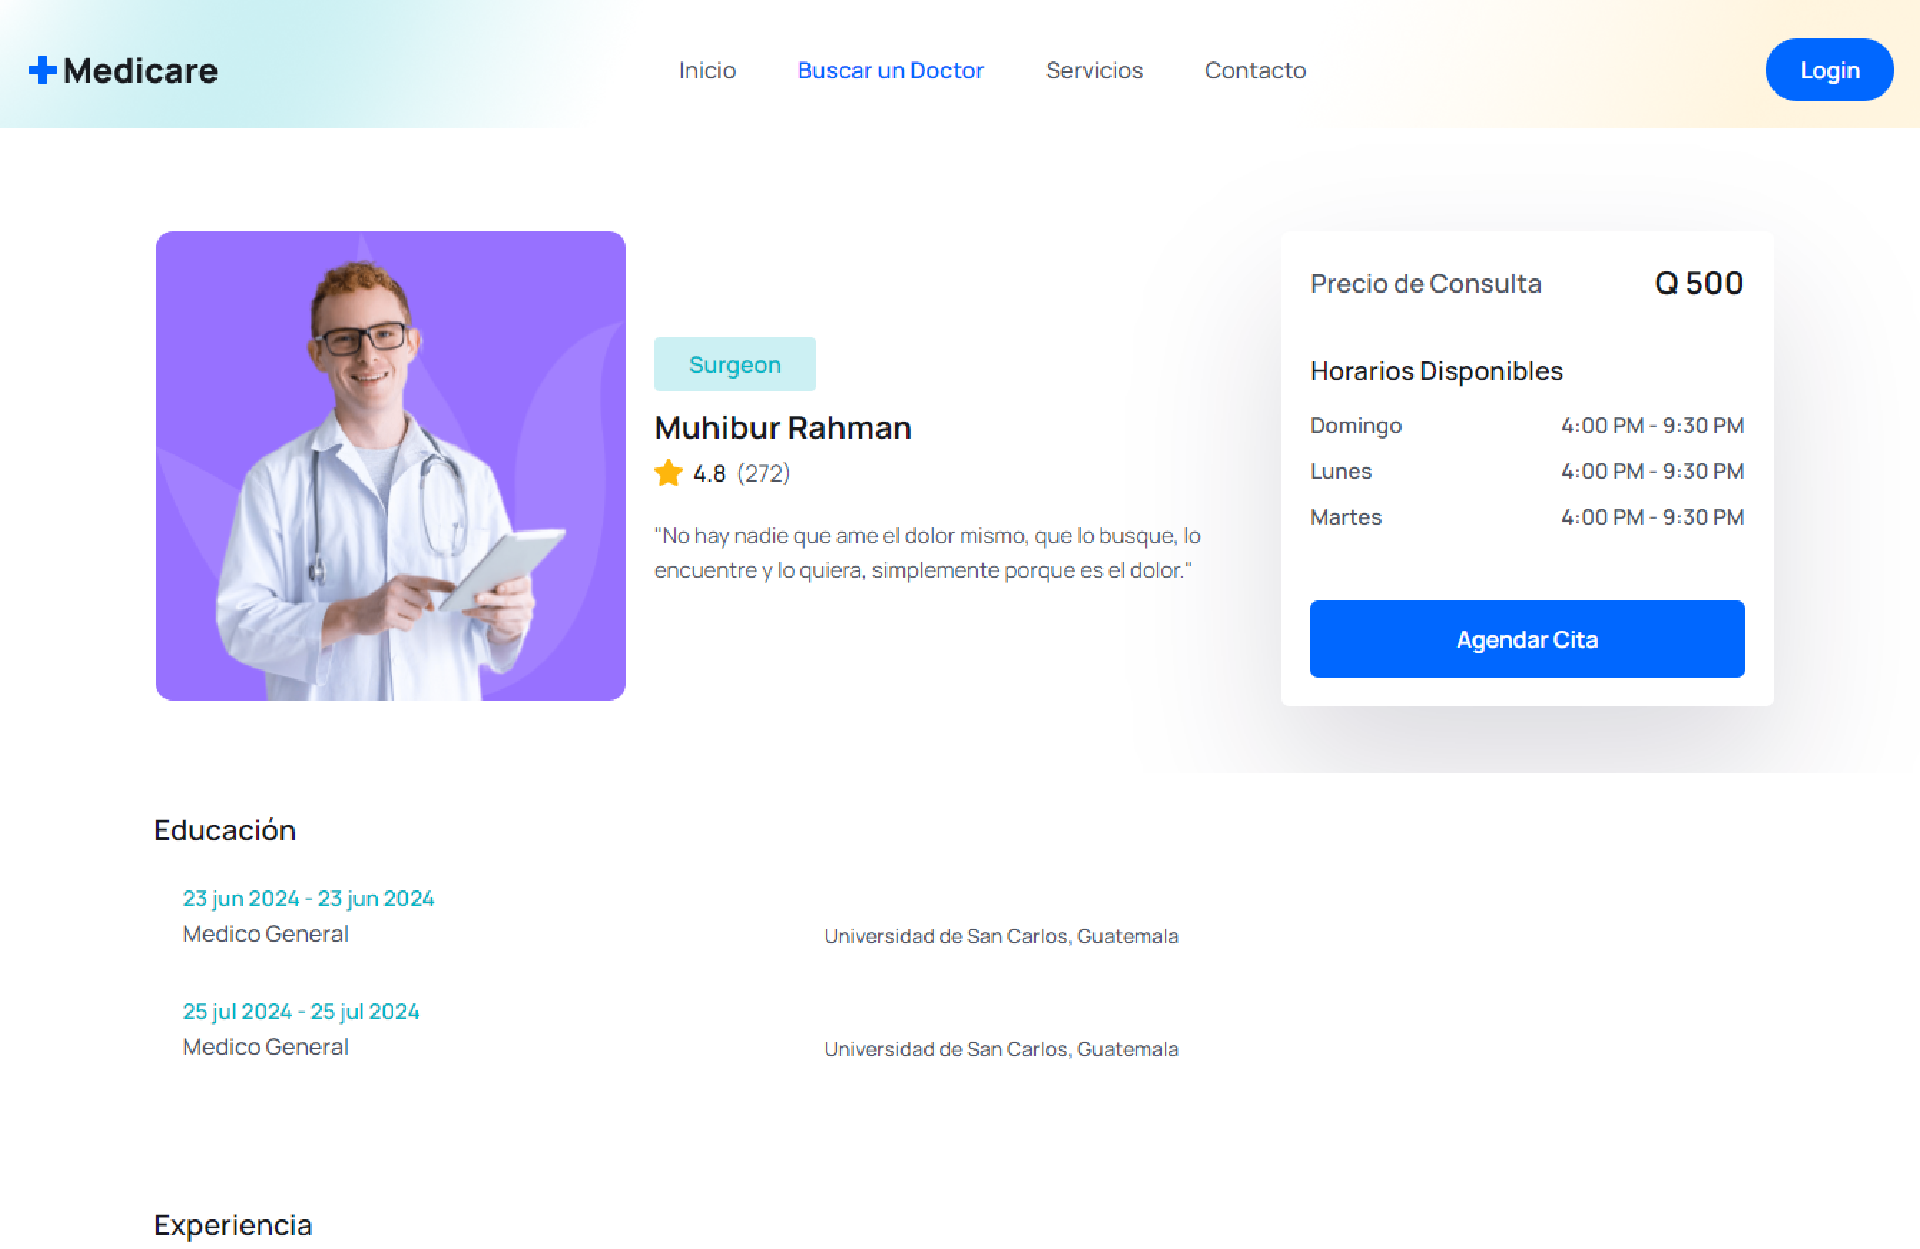 Medicare
Inicio
Buscar un Doctor
Servicios
Contacto
Login
Surgeon
Muhibur Rahman
4.8 (272)
"No hay nadie que ame el dolor mismo, que lo busque, lo
encuentre y lo quiera, simplemente porque es el dolor."
Precio de Consulta Q 500
Horarios Disponibles
Domingo 4:00 PM - 9:30 PM
Lunes 4:00 PM - 9:30 PM
Martes 4:00 PM - 9:30 PM
Agendar Cita
Educación
23 jun 2024 - 23 jun 2024
Medico General
Universidad de San Carlos, Guatemala
25 jul 2024 - 25 jul 2024
Medico General
Universidad de San Carlos, Guatemala
Experiencia